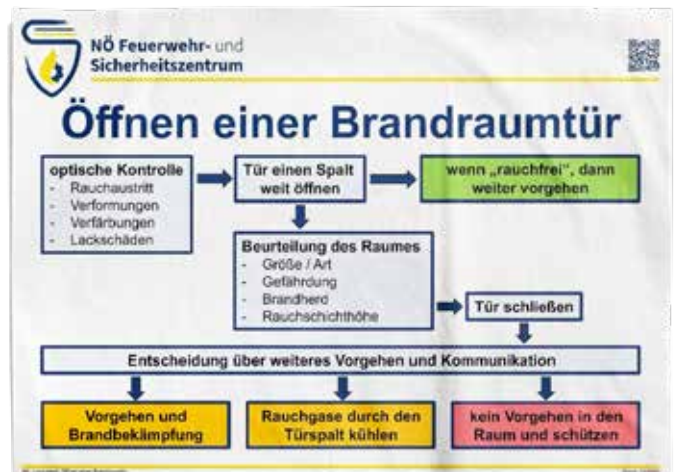 NÖ Feuerwehr- und
Sicherheitszentrum
Öffnen einer Brandraumtür
optische Kontrolle
- Rauchaustritt
- Verformungen
- Verfärbungen
- Lackschäden
Tür einen Spalt
weit öffnen
wenn „rauchfrei“, dann
weiter vorgehen
Beurteilung des Raumes
- Größe / Art
- Gefährdung
- Brandherd
- Rauchschichthöhe
Tür schließen
Entscheidung über weiteres Vorgehen und Kommunikation
Vorgehen und
Brandbekämpfung
Rauchgase durch den
Türspalt kühlen
kein Vorgehen in den
Raum und schützen